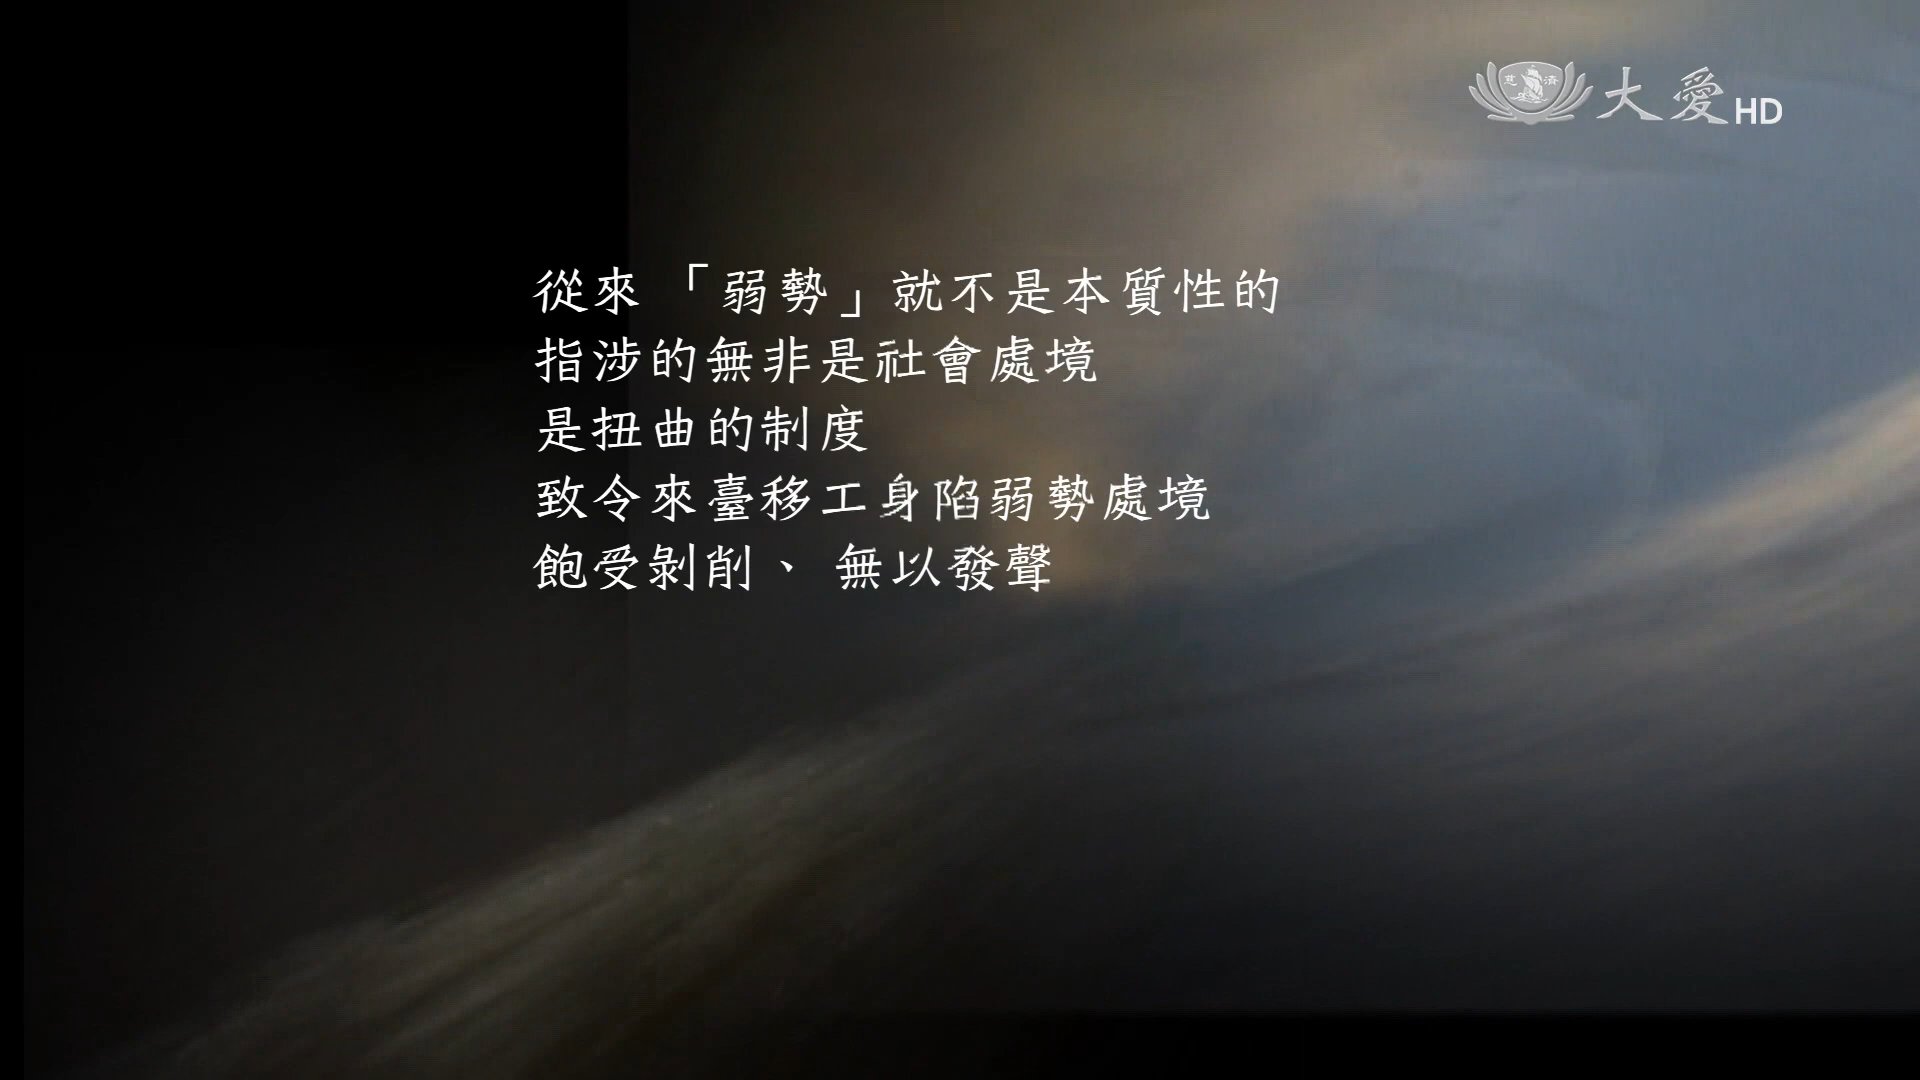 慈濟
大愛HD
從來「弱勢」就不是本質性的
指涉的無非是社會處境
是扭曲的制度
致令來臺移工身陷弱勢處境
飽受剝削、無以發聲